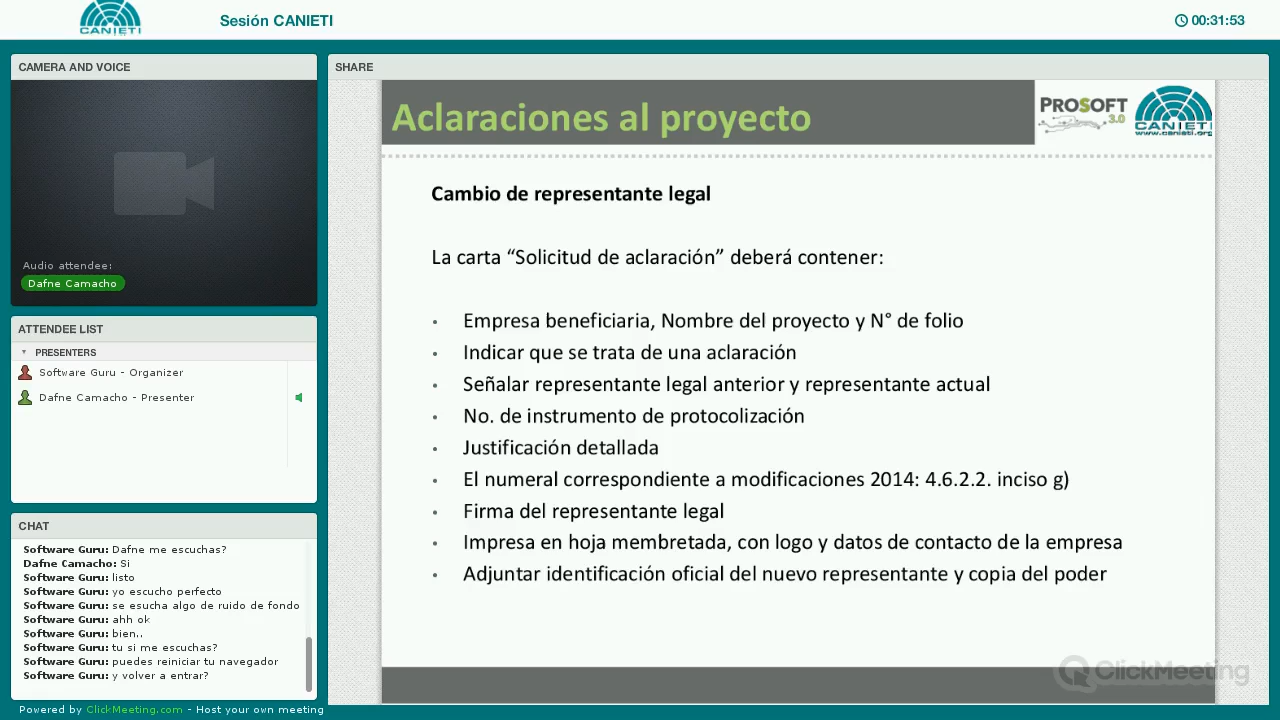 CANIETI
Sesión CANIETI
00:31:53
CAMERA AND VOICE
Audio attendee:
Dafne Camacho
ATTENDEE LIST
PRESENTERS
Software Guru - Organizer
Dafne Camacho - Presenter
CHAT
Software Guru: Dafne me escuchas?
Dafne Camacho: Si
Software Guru: listo
Software Guru: yo escucho perfecto
Software Guru: se esucha algo de ruido de fondo
Software Guru: ahh ok
Software Guru: bien..
Software Guru: tu si me escuchas?
Software Guru: puedes reiniciar tu navegador
Software Guru: y volver a entrar?
Powered by ClickMeeting.com - Host your own meeting
SHARE
Aclaraciones al proyecto
PROSOFT
3.0
CANIETI
www.canieti.org
Cambio de representante legal
La carta “Solicitud de aclaración” deberá contener:
• Empresa beneficiaria, Nombre del proyecto y N° de folio
• Indicar que se trata de una aclaración
• Señalar representante legal anterior y representante actual
• No. de instrumento de protocolización
• Justificación detallada
• El numeral correspondiente a modificaciones 2014: 4.6.2.2. inciso g)
• Firma del representante legal
• Impresa en hoja membretada, con logo y datos de contacto de la empresa
• Adjuntar identificación oficial del nuevo representante y copia del poder
ClickMeeting